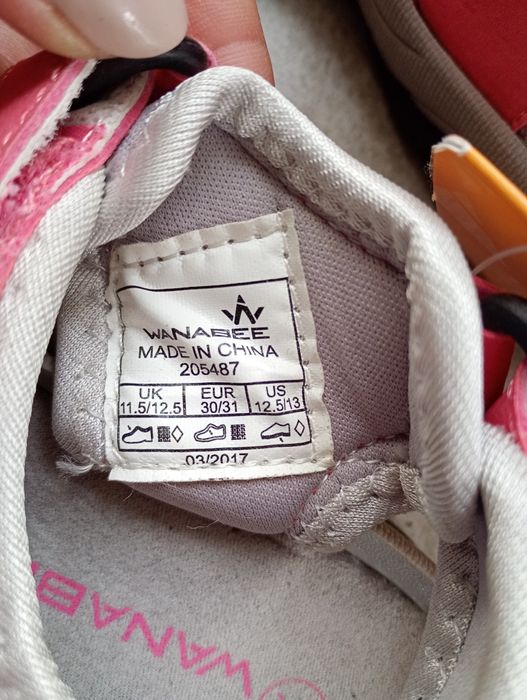 WANABEE
MADE IN CHINA
205487
UK EUR US
11.5/12.5 30/31 12.5/13
03/2017
WANAB